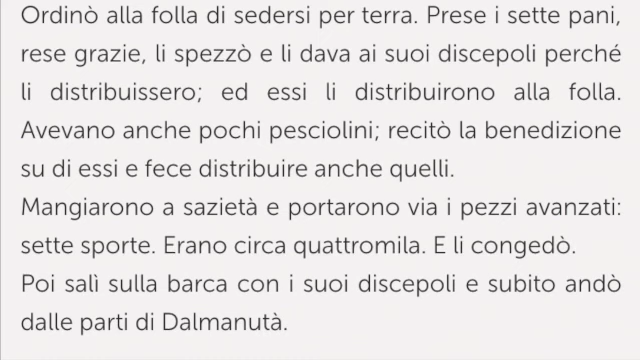 Ordinò alla folla di sedersi per terra. Prese i sette pani,
rese grazie, li spezzò e li dava ai suoi discepoli perché
li distribuissero; ed essi li distribuirono alla folla.
Avevano anche pochi pesciolini; recitò la benedizione
su di essi e fece distribuire anche quelli.
Mangiarono a sazietà e portarono via i pezzi avanzati:
sette sporte. Erano circa quattromila. E li congedò.
Poi salì sulla barca con i suoi discepoli e subito andò
dalle parti di Dalmanutà.